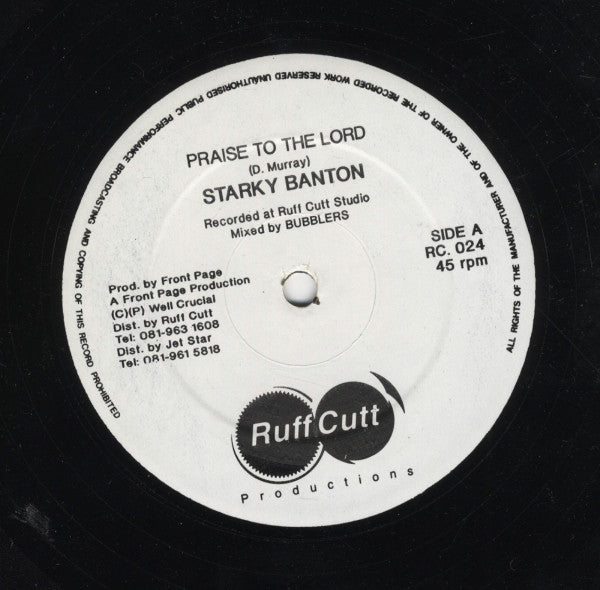 ALL RIGHTS OF THE MANUFACTURER AND OF THE OWNER OF THE RECORDED WORK RESERVED UNAUTHORISED PUBLIC PERFORMANCE BROADCASTING AND COPYING OF THIS RECORD PROHIBITED
PRAISE TO THE LORD
(D. Murray)
STARKY BANTON
Recorded at Ruff Cutt Studio
Mixed by BUBBLERS
SIDE A
RC. 024
45 rpm
Prod. by Front Page
A Front Page Production
(C)(P) Well Crucial
Dist. by Ruff Cutt
Tel: 081-963 1608
Dist. by Jet Star
Tel: 081-961 5818
Ruff Cutt
Productions